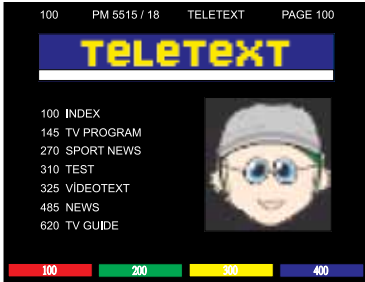 100 PM 5515 / 18 TELETEXT PAGE 100
TeLeTexT
100 INDEX
145 TV PROGRAM
270 SPORT NEWS
310 TEST
325 VİDEOTEXT
485 NEWS
620 TV GUIDE
100 200 300 400